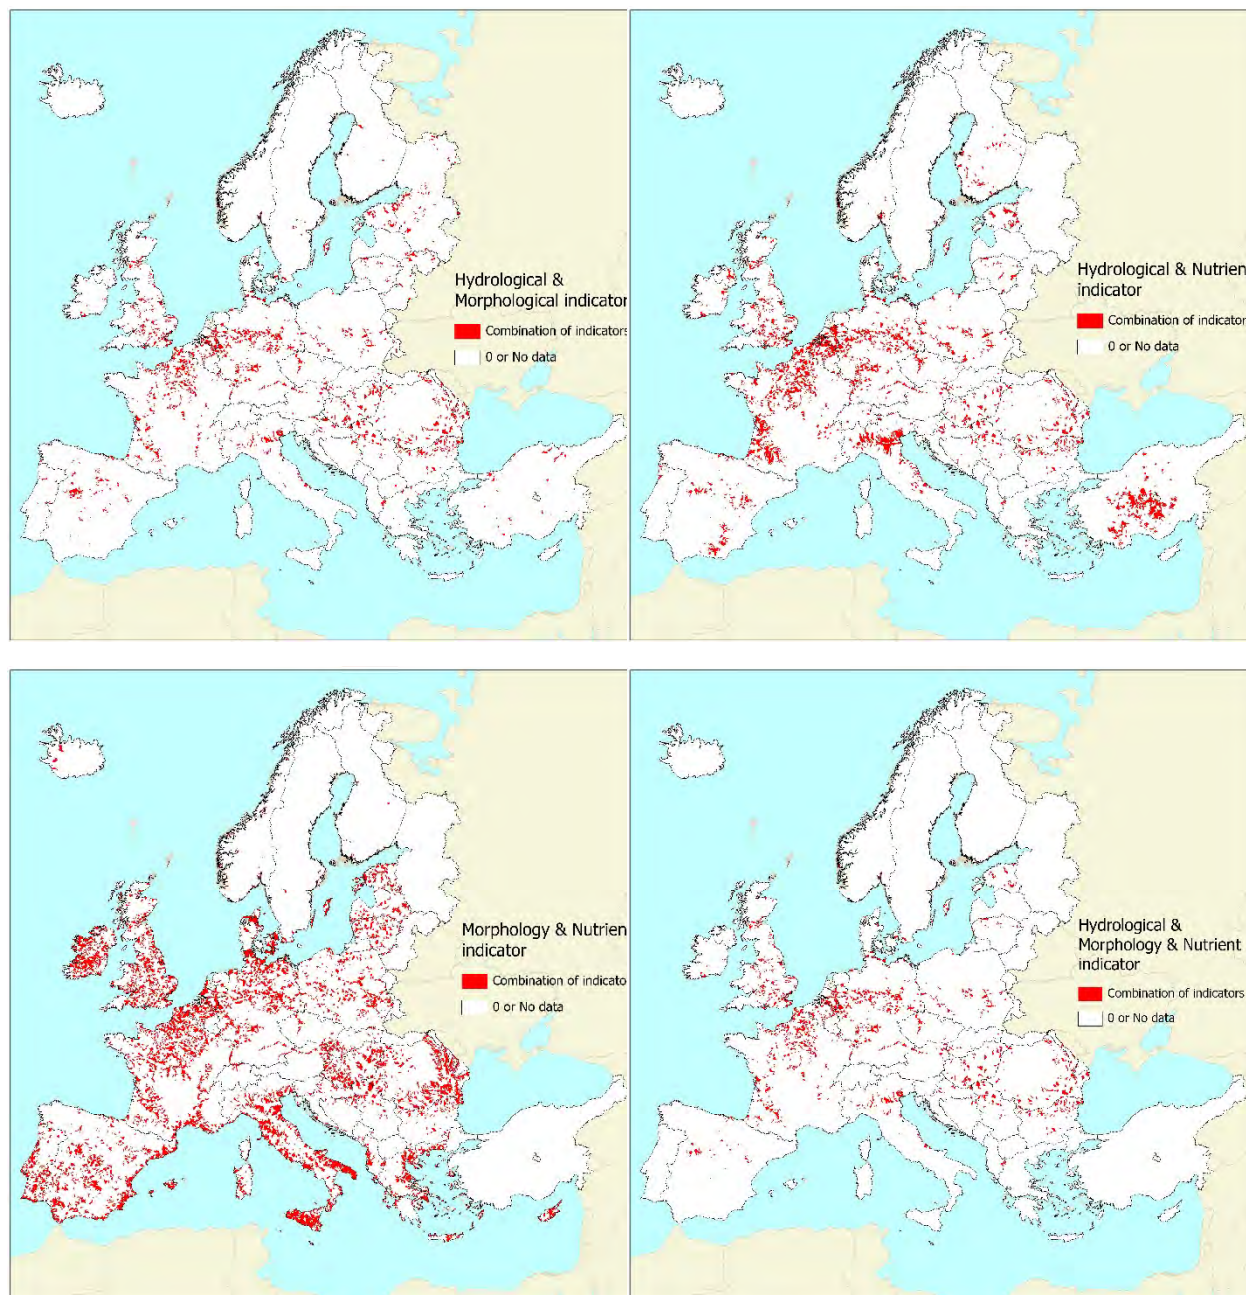 Hydrological &
Morphological indicator
Combination of indicators
0 or No data
Hydrological & Nutrien
indicator
Combination of indicator
0 or No data
Morphology & Nutrien
indicator
Combination of indicato
0 or No data
Hydrological &
Morphology & Nutrient
indicator
Combination of indicators
0 or No data